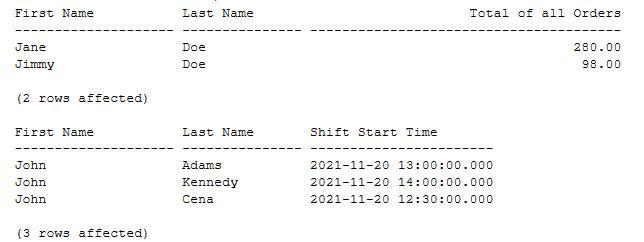 First Name           Last Name       Total of all Orders
-------------------- --------------- ---------------------------------------
Jane                 Doe                                              280.00
Jimmy                Doe                                               98.00
(2 rows affected)
First Name           Last Name       Shift Start Time
-------------------- --------------- -----------------------
John                 Adams           2021-11-20 13:00:00.000
John                 Kennedy         2021-11-20 14:00:00.000
John                 Cena            2021-11-20 12:30:00.000
(3 rows affected)